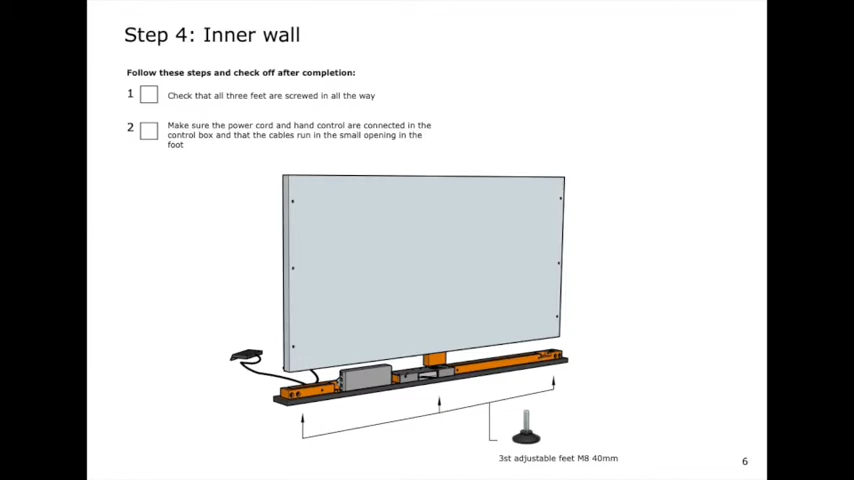 Step 4: Inner wall
Follow these steps and check off after completion:
1 Check that all three feet are screwed in all the way
2 Make sure the power cord and hand control are connected in the
control box and that the cables run in the small opening in the
foot
3st adjustable feet M8 40mm
6